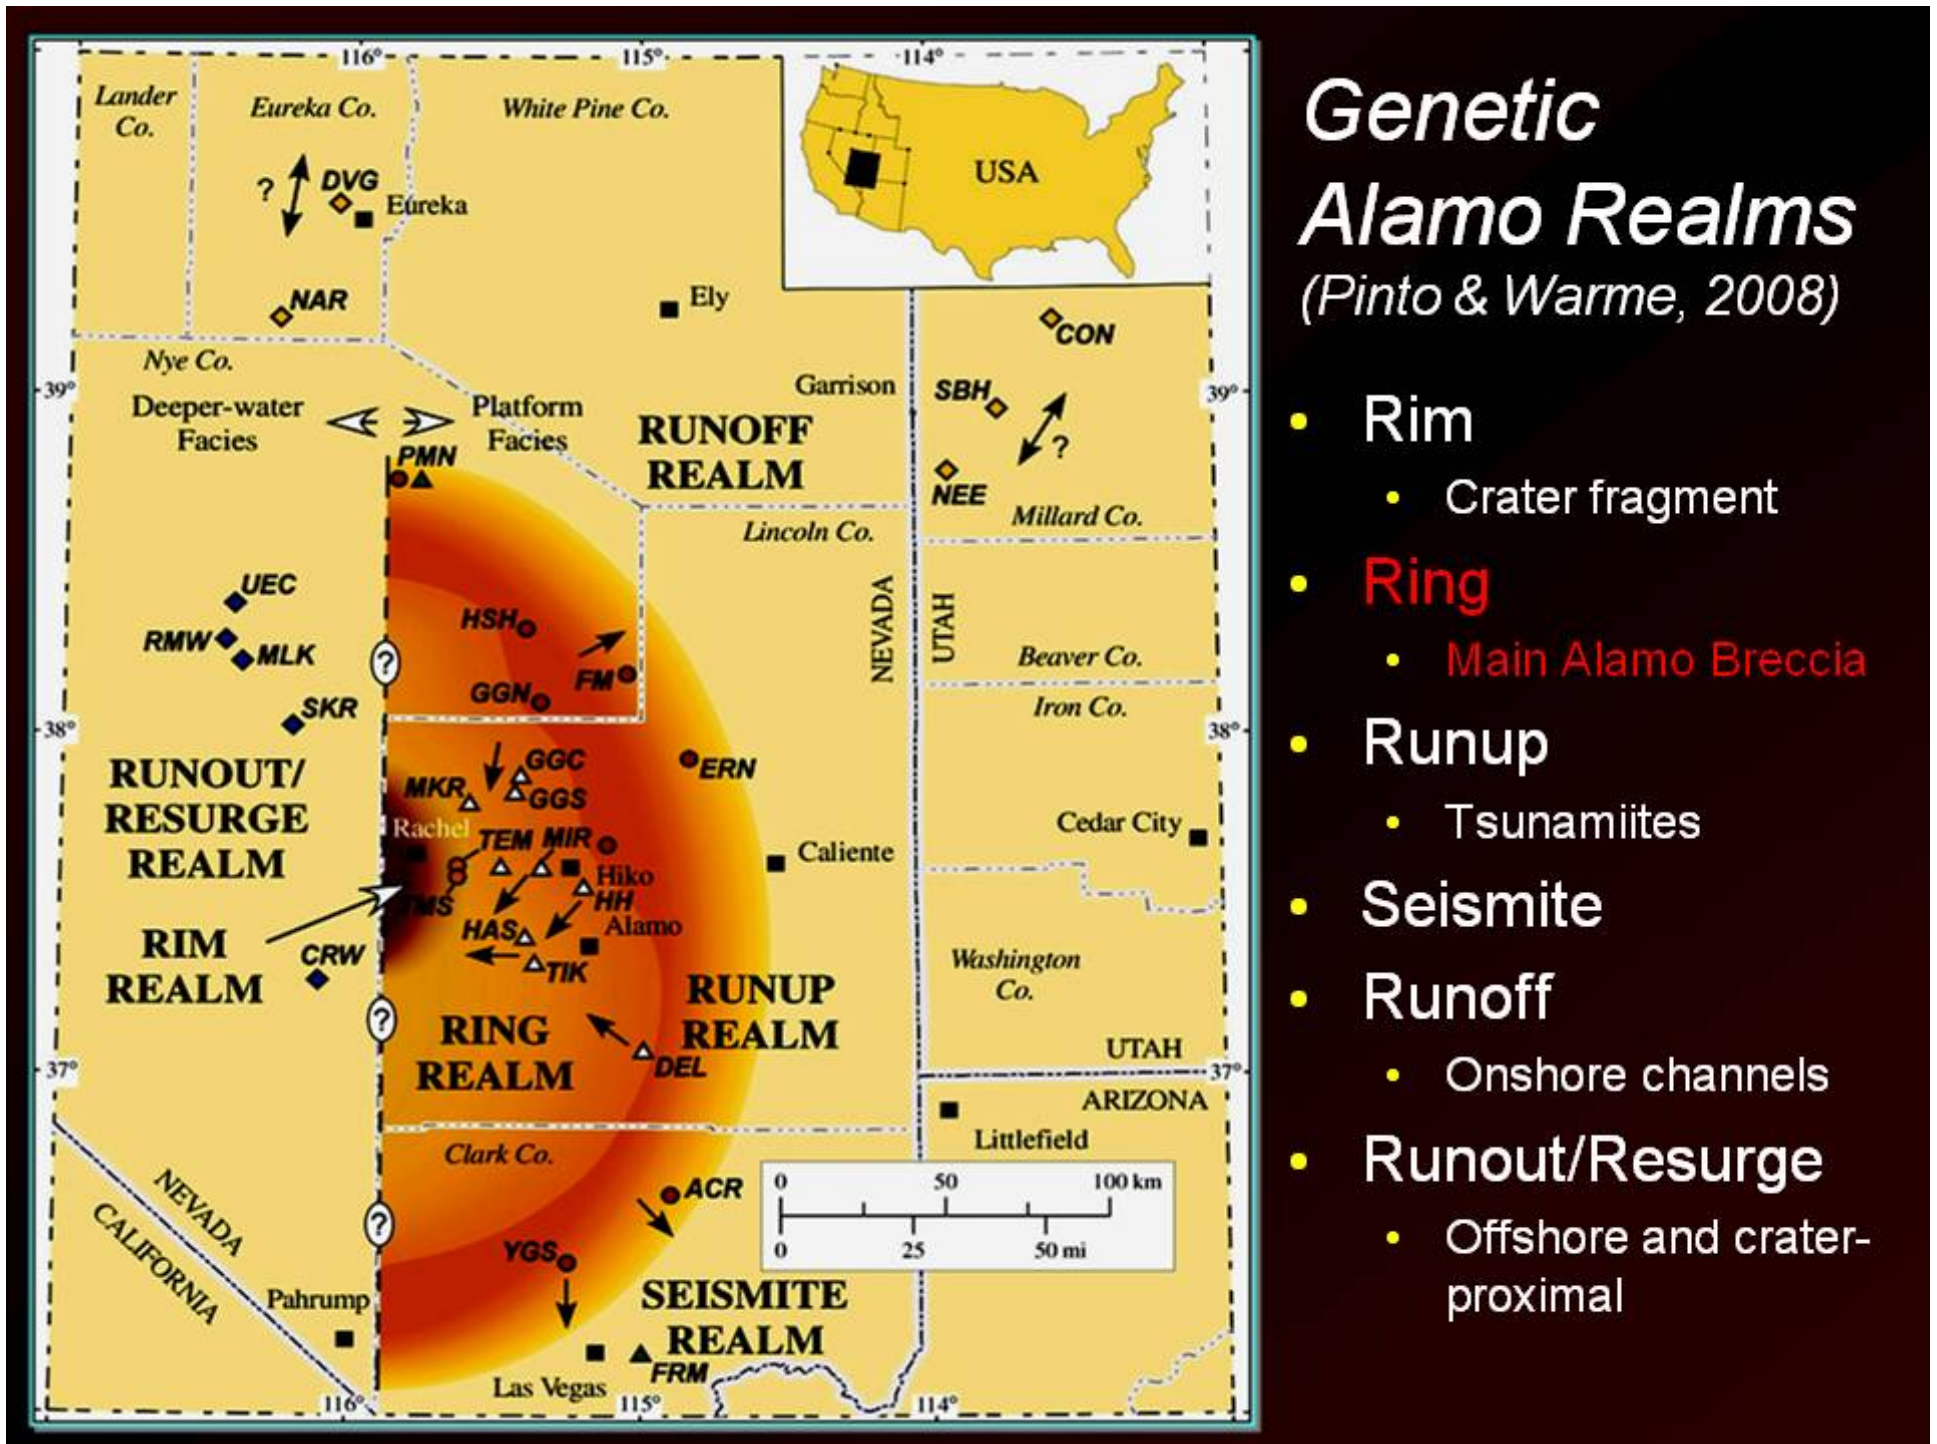 116°
115°
114°
Lander
Co.
Eureka Co.
White Pine Co.
USA
?
DVG
Eureka
NAR
Ely
CON
Nye Co.
39°
Garrison
SBH
39°
Deeper-water
Facies
Platform
Facies
RUNOFF
REALM
?
PMN
NEE
Millard Co.
Lincoln Co.
UEC
HSH
NEVADA
UTAH
RMW
MLK
?
FM
Beaver Co.
GGN
SKR
Iron Co.
38°
38°
RUNOUT/
RESURGE
REALM
GGC
ERN
MKR
GGS
Rachel
TEM
MIR
Cedar City
Caliente
Hiko
TMS
HH
HAS
Alamo
RIM
REALM
CRW
TIK
Washington
Co.
?
RING
REALM
RUNUP
REALM
DEL
UTAH
37°
37°
ARIZONA
Littlefield
Clark Co.
NEVADA
CALIFORNIA
ACR
0 50 100 km
0 25 50 mi
?
YGS
Pahrump
SEISMITE
REALM
FRM
Las Vegas
116°
115°
114°
Genetic
Alamo Realms
(Pinto & Warme, 2008)
• Rim
• Crater fragment
• Ring
• Main Alamo Breccia
• Runup
• Tsunamiites
• Seismite
• Runoff
• Onshore channels
• Runout/Resurge
• Offshore and crater-
proximal